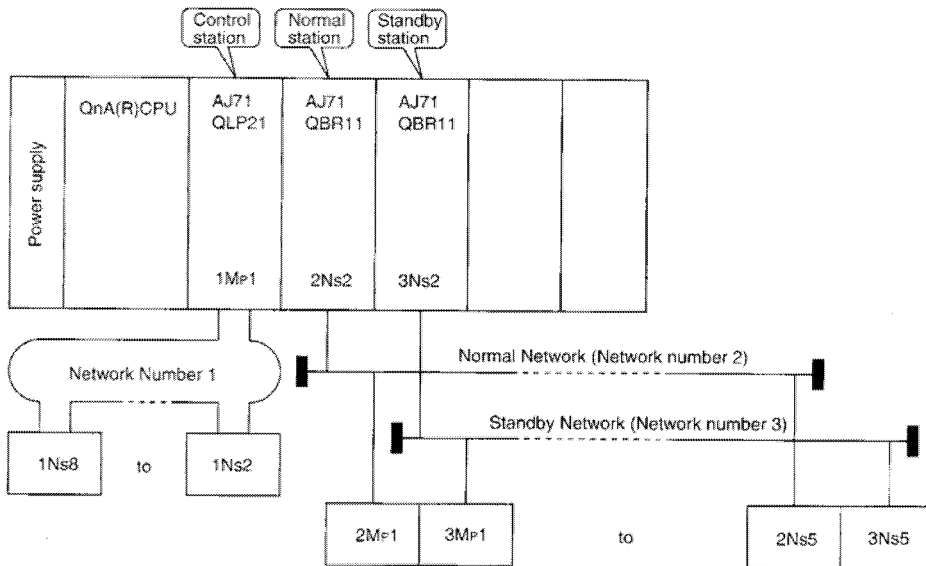 Control
station
Normal
station
Standby
station
Power supply
QnA(R)CPU
AJ71
QLP21
AJ71
QBR11
AJ71
QBR11
1MP1
2Ns2
3Ns2
Network Number 1
Normal Network (Network number 2)
Standby Network (Network number 3)
1Ns8
to
1Ns2
2MP1
3MP1
to
2Ns5
3Ns5